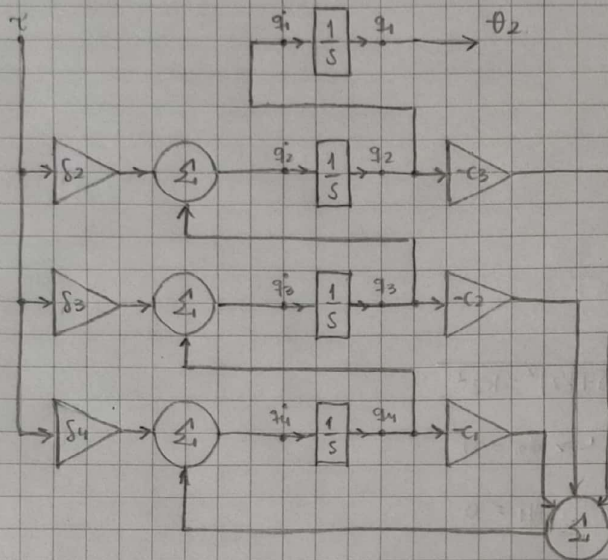 τ q̇1 1/s q1 θ2
δ2 Σ q̇2 1/s q2 -c3
δ3 Σ q̇3 1/s q3 -c2
δ4 Σ q̇4 1/s q4 -c1
Σ